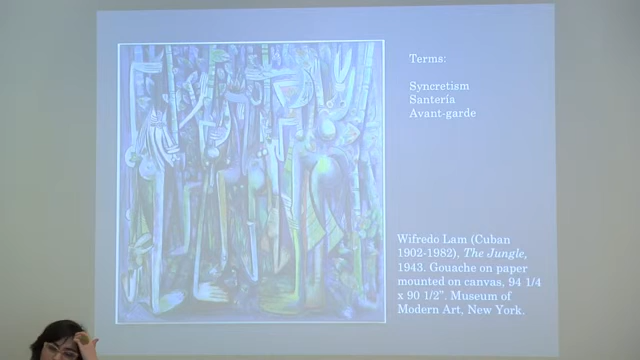 Terms:
Syncretism
Santería
Avant-garde
Wifredo Lam (Cuban
1902-1982), The Jungle,
1943. Gouache on paper
mounted on canvas, 94 1/4
x 90 1/2”. Museum of
Modern Art, New York.